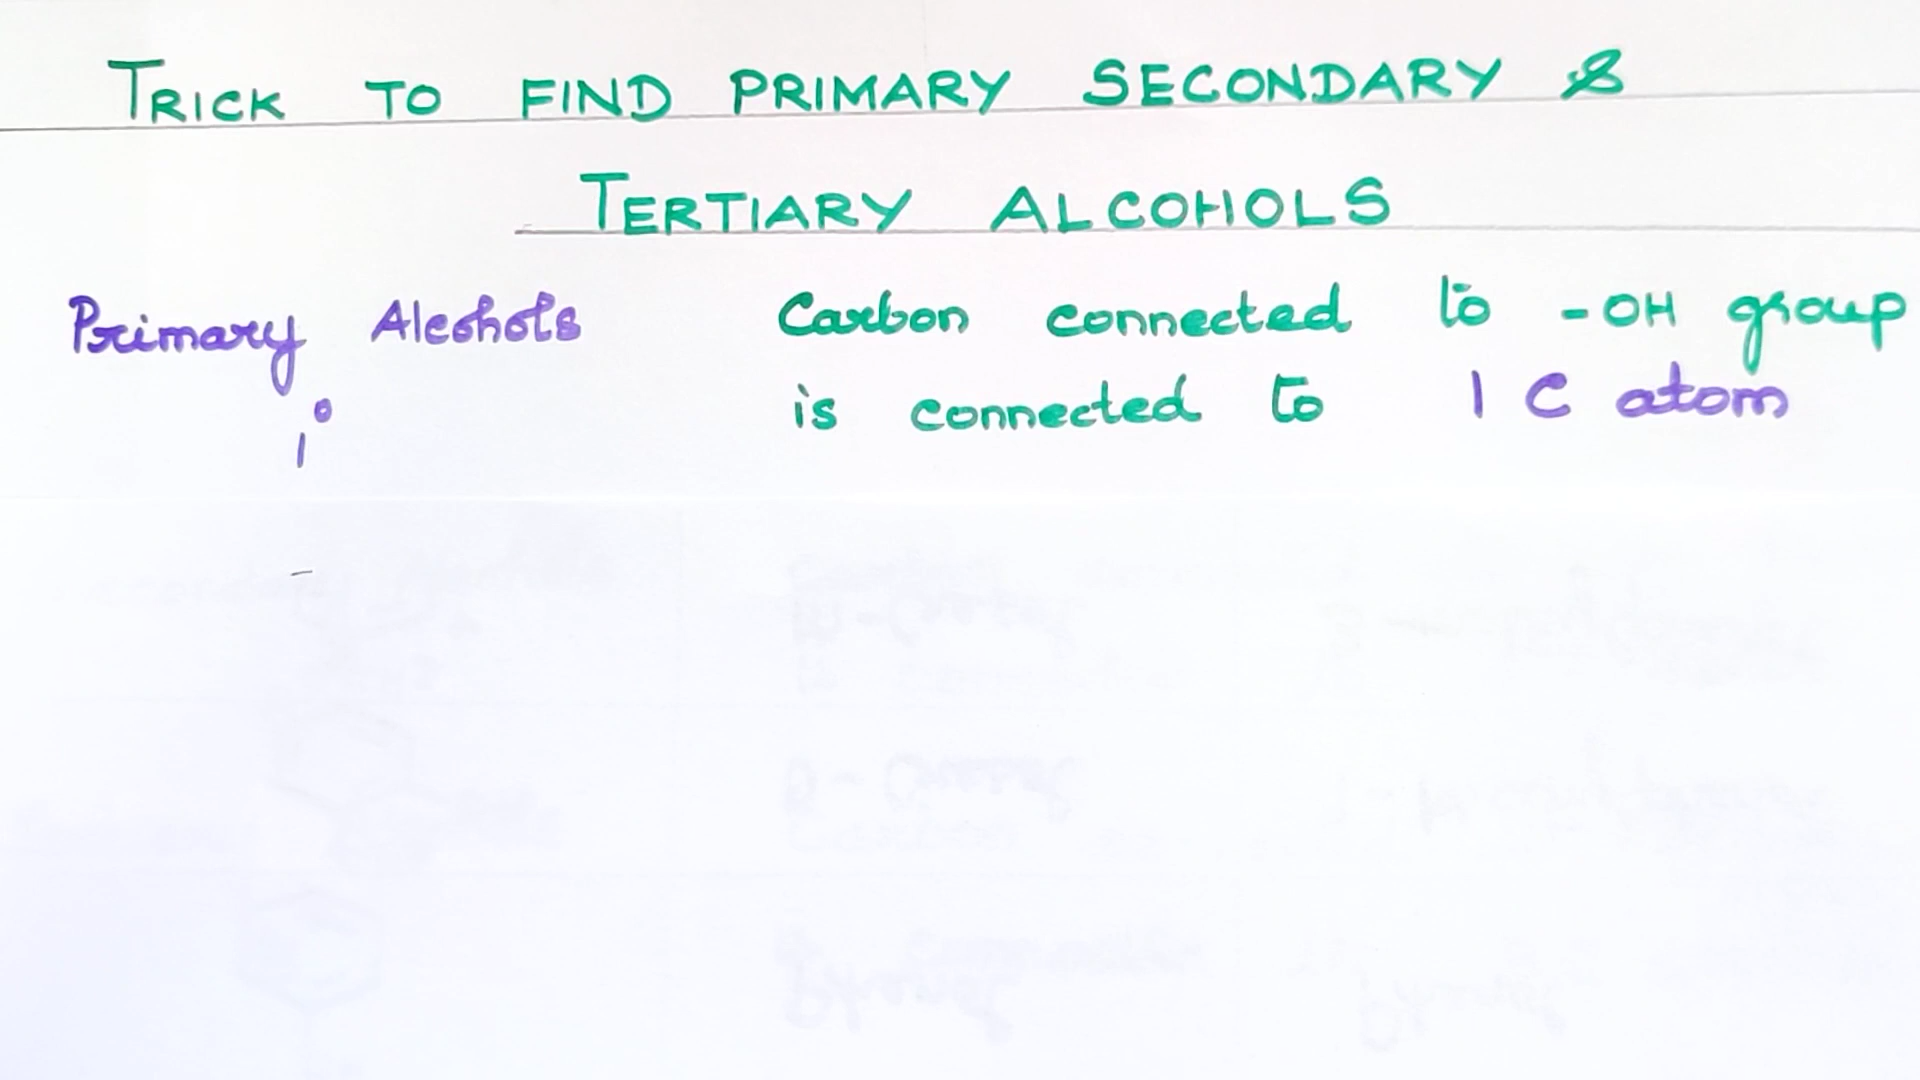 TRICK TO FIND PRIMARY SECONDARY &
TERTIARY ALCOHOLS
Primary Alcohols Carbon connected to -OH group
1° is connected to 1 C atom